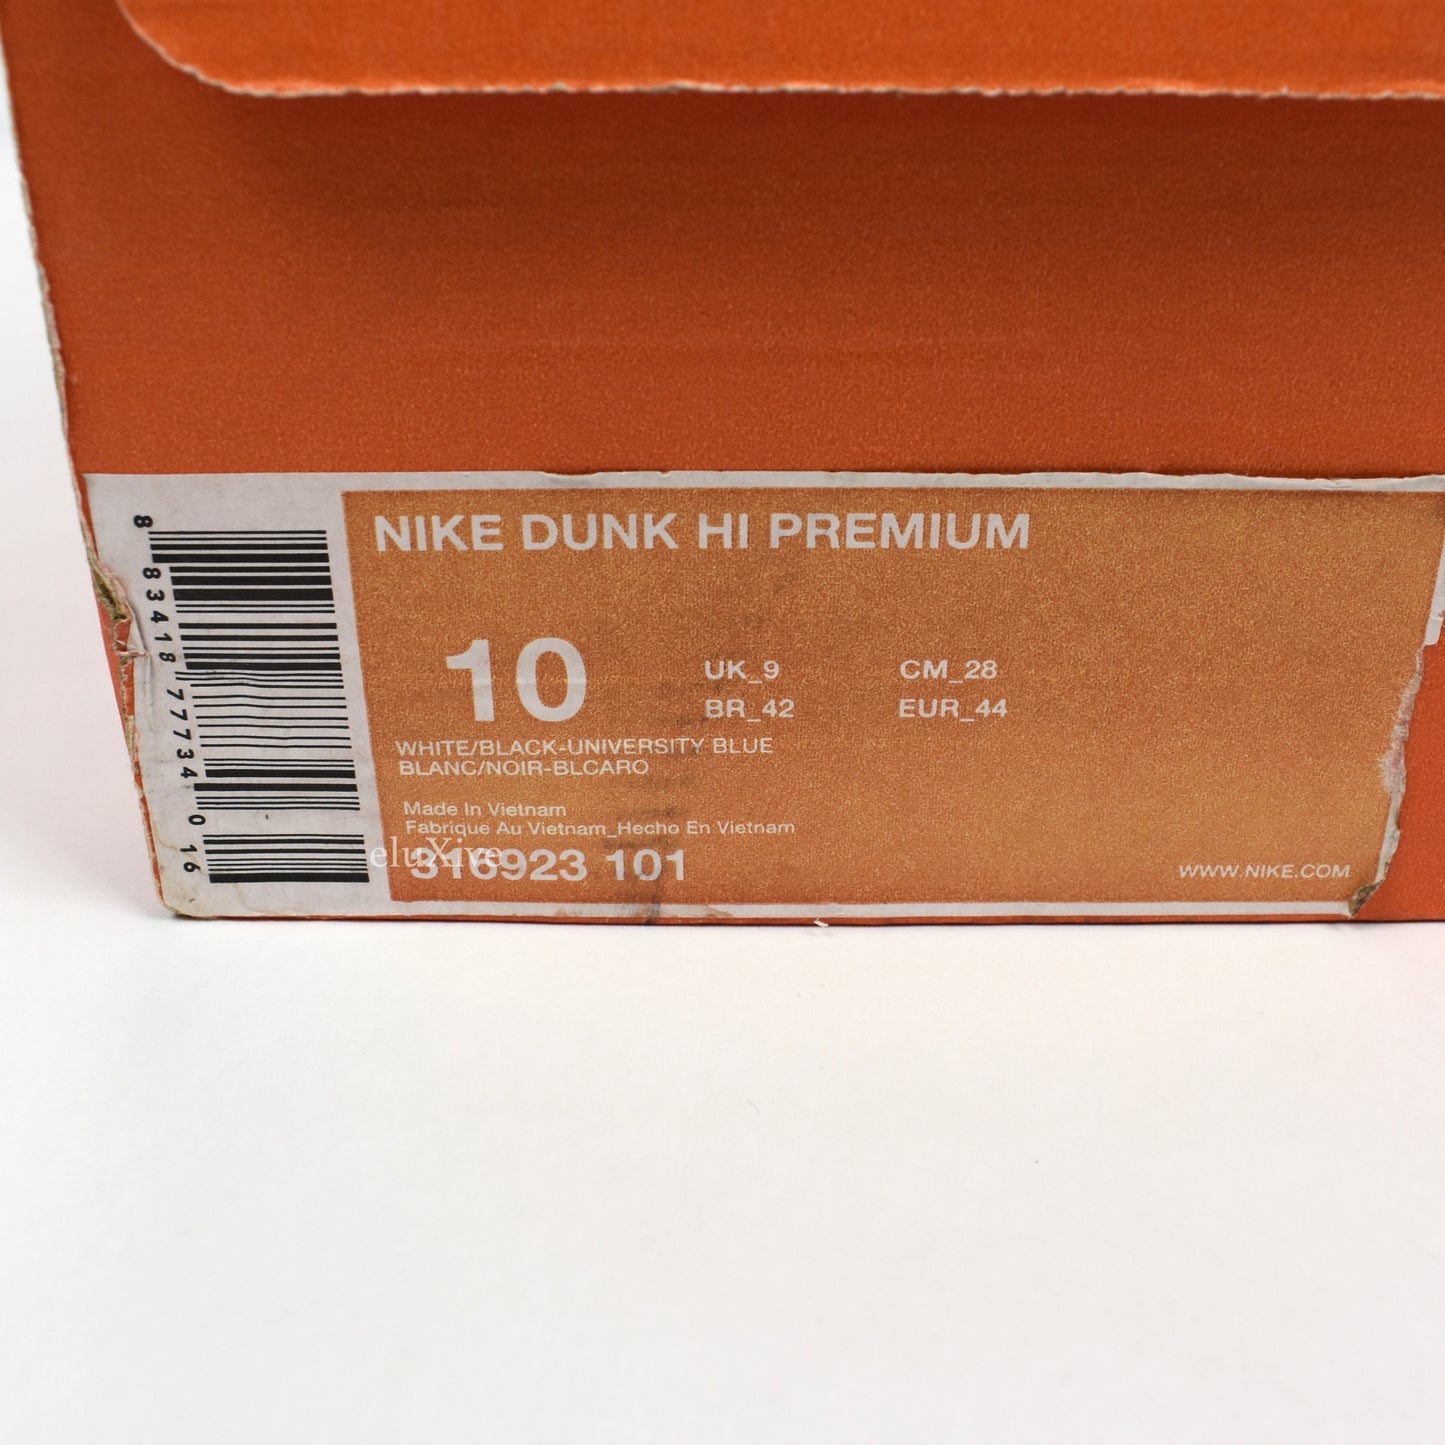 NIKE DUNK HI PREMIUM
10 UK_9 CM_28
BR_42 EUR_44
WHITE/BLACK-UNIVERSITY BLUE
BLANC/NOIR-BLCARO
Made In Vietnam
Fabrique Au Vietnam_Hecho En Vietnam
316923 101
WWW.NIKE.COM
8 83418 77734 0 16
eluXive